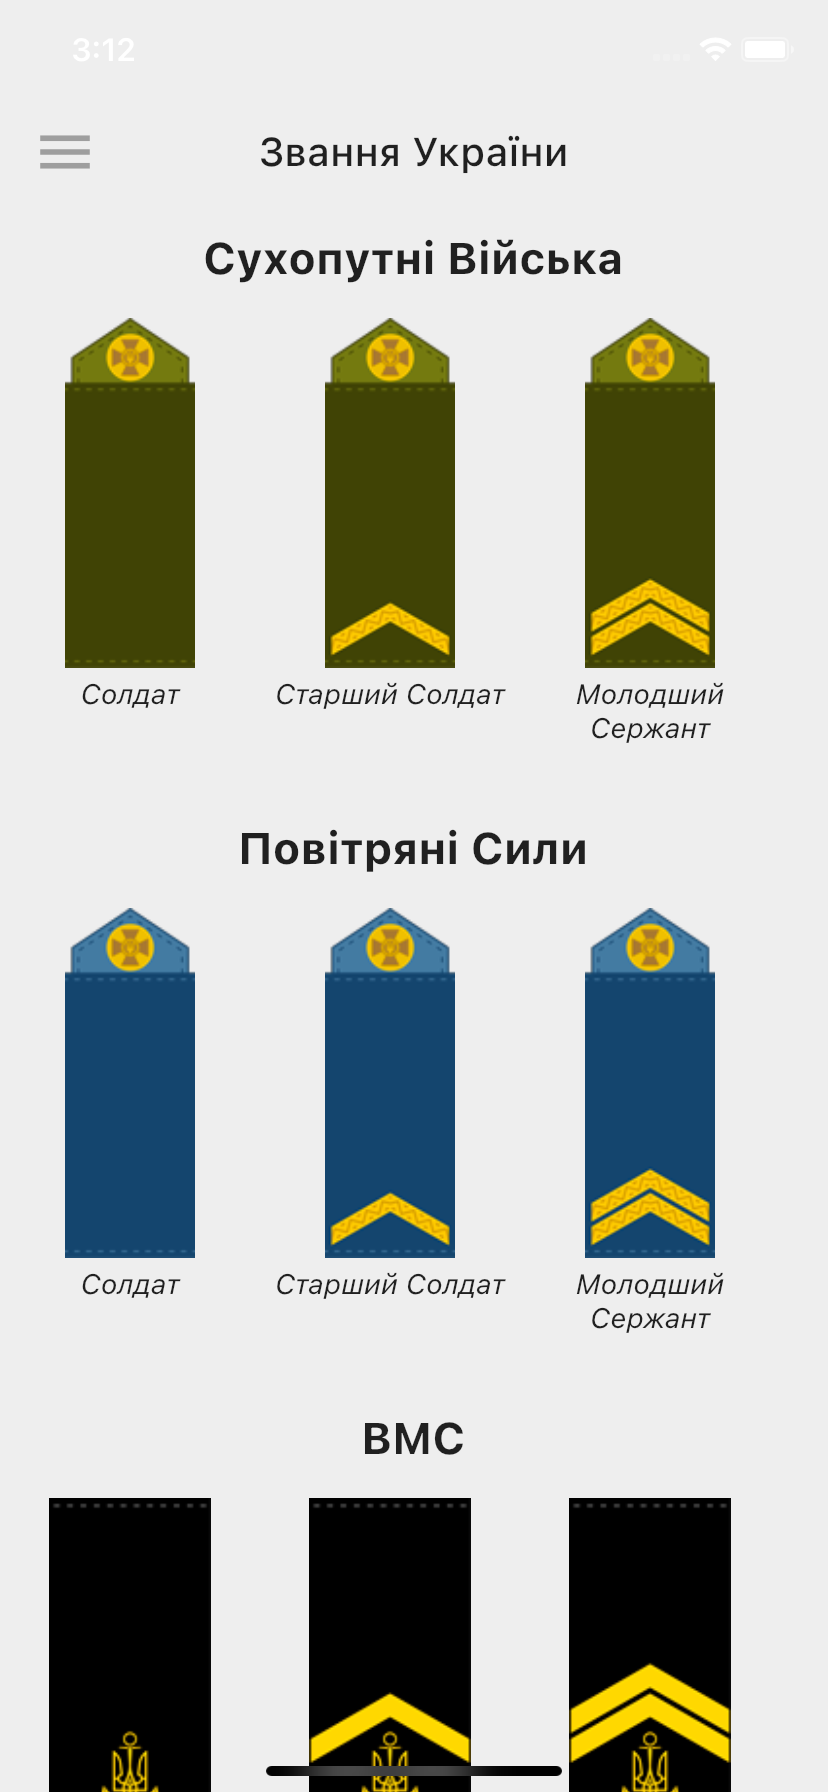 3:12
Звання України
Сухопутні Війська
Солдат
Старший Солдат
Молодший
Сержант
Повітряні Сили
Солдат
Старший Солдат
Молодший
Сержант
ВМС